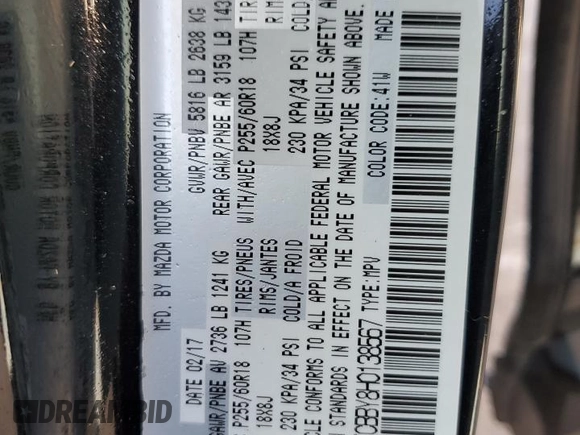 MFD. BY MAZDA MOTOR CORPORATION
DATE 02/17 GVWR/PNBV 5816 LB 2638 KG
GAWR/PNBE AV 2736 LB 1241 KG REAR GAWR/PNBE AR 3159 LB 143
P255/60R18 107H TIRES/PNEUS WITH/AVEC P255/60R18 107H TIR
18X8J RIMS/JANTES 18X8J RIMS
230 KPA/34 PSI COLD/A FROID 230 KPA/34 PSI COLD
CLE CONFORMS TO ALL APPLICABLE FEDERAL MOTOR VEHICLE SAFETY A
STANDARDS IN EFFECT ON THE DATE OF MANUFACTURE SHOWN ABOVE.
TYPE:MPV COLOR CODE:41W MADE
DREAMBID